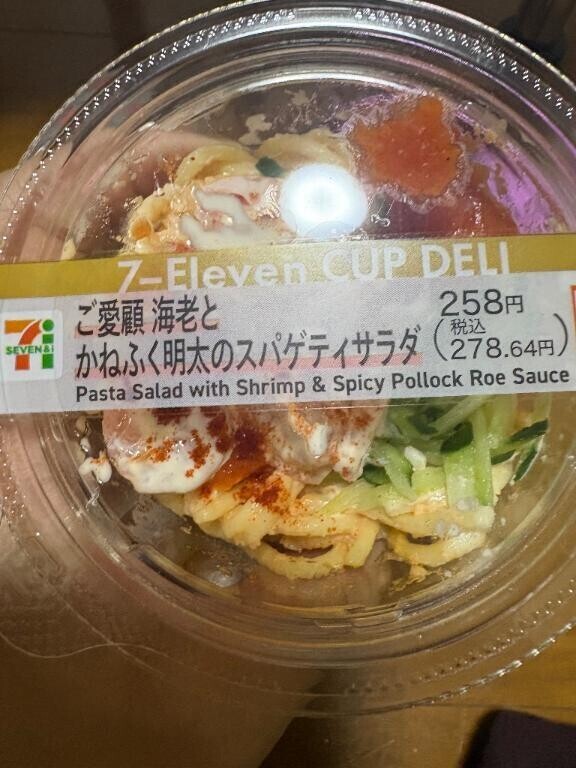 7-Eleven CUP DELI
SEVEN&i
ご愛顧 海老と
かねふく明太のスパゲティサラダ
258円
(税込
278.64円)
Pasta Salad with Shrimp & Spicy Pollock Roe Sauce